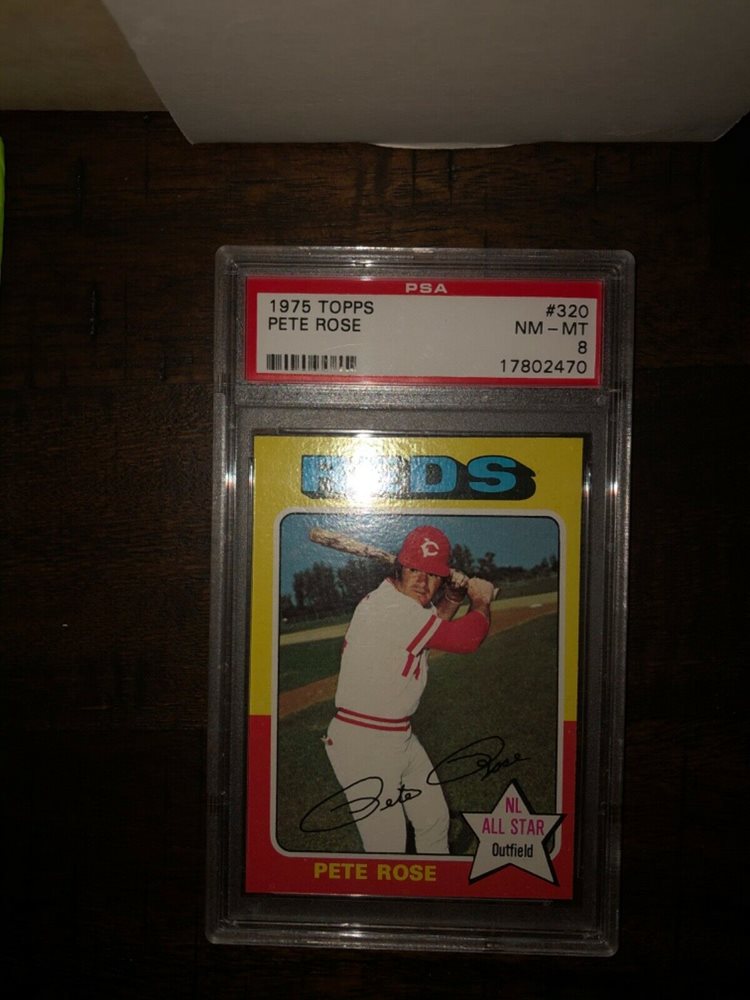 PSA
1975 TOPPS #320
PETE ROSE NM-MT
8
17802470
REDS
Pete Rose
NL
ALL STAR
Outfield
PETE ROSE